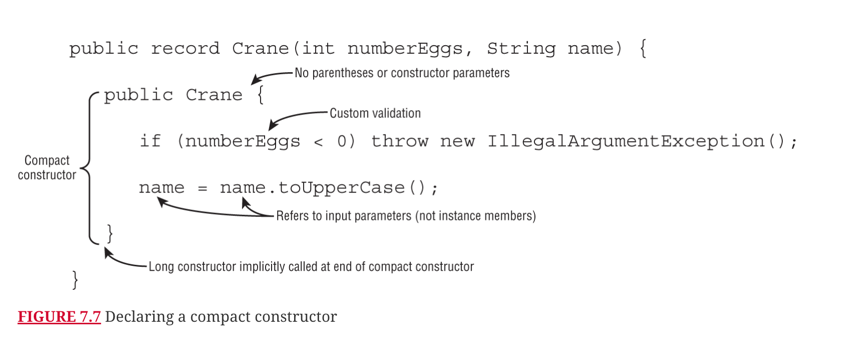 public record Crane(int numberEggs, String name) {
No parentheses or constructor parameters
public Crane {
Custom validation
if (numberEggs < 0) throw new IllegalArgumentException();
Compact
constructor
name = name.toUpperCase();
Refers to input parameters (not instance members)
}
Long constructor implicitly called at end of compact constructor
}
FIGURE 7.7 Declaring a compact constructor